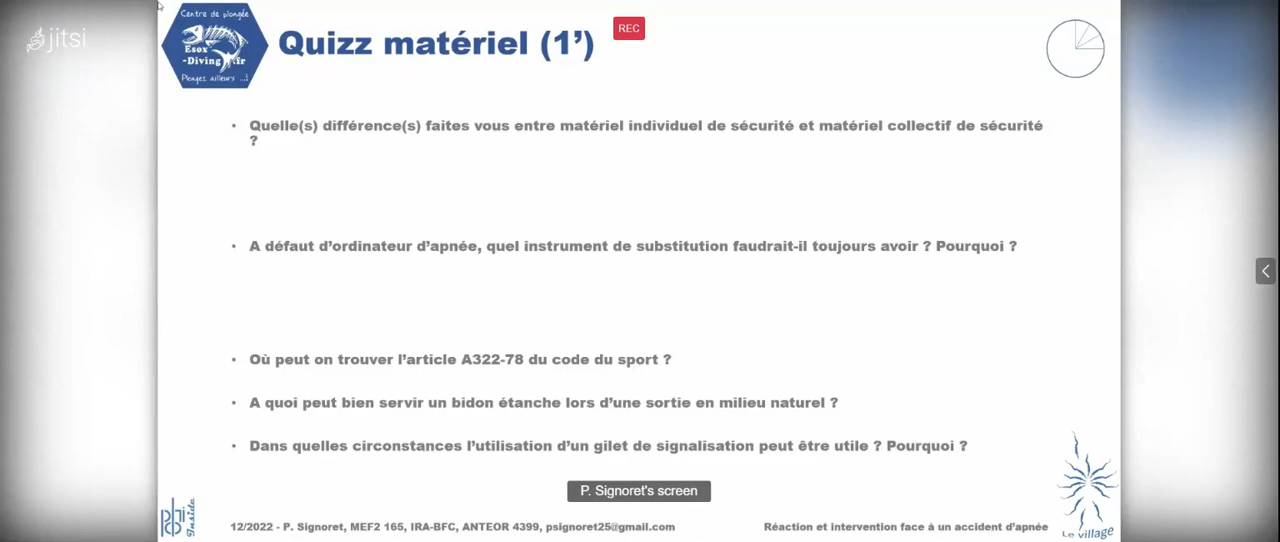 Centre de plongée
jitsi
Esox
-Diving.fr
Plongez ailleurs ...!
Quizz matériel (1’)
REC
• Quelle(s) différence(s) faites vous entre matériel individuel de sécurité et matériel collectif de sécurité
?
• A défaut d’ordinateur d’apnée, quel instrument de substitution faudrait-il toujours avoir ? Pourquoi ?
• Où peut on trouver l’article A322-78 du code du sport ?
• A quoi peut bien servir un bidon étanche lors d’une sortie en milieu naturel ?
• Dans quelles circonstances l’utilisation d’un gilet de signalisation peut être utile ? Pourquoi ?
P. Signoret's screen
Inside
12/2022 - P. Signoret, MEF2 165, IRA-BFC, ANTEOR 4399, psignoret25@gmail.com
Réaction et intervention face à un accident d’apnée
Le village